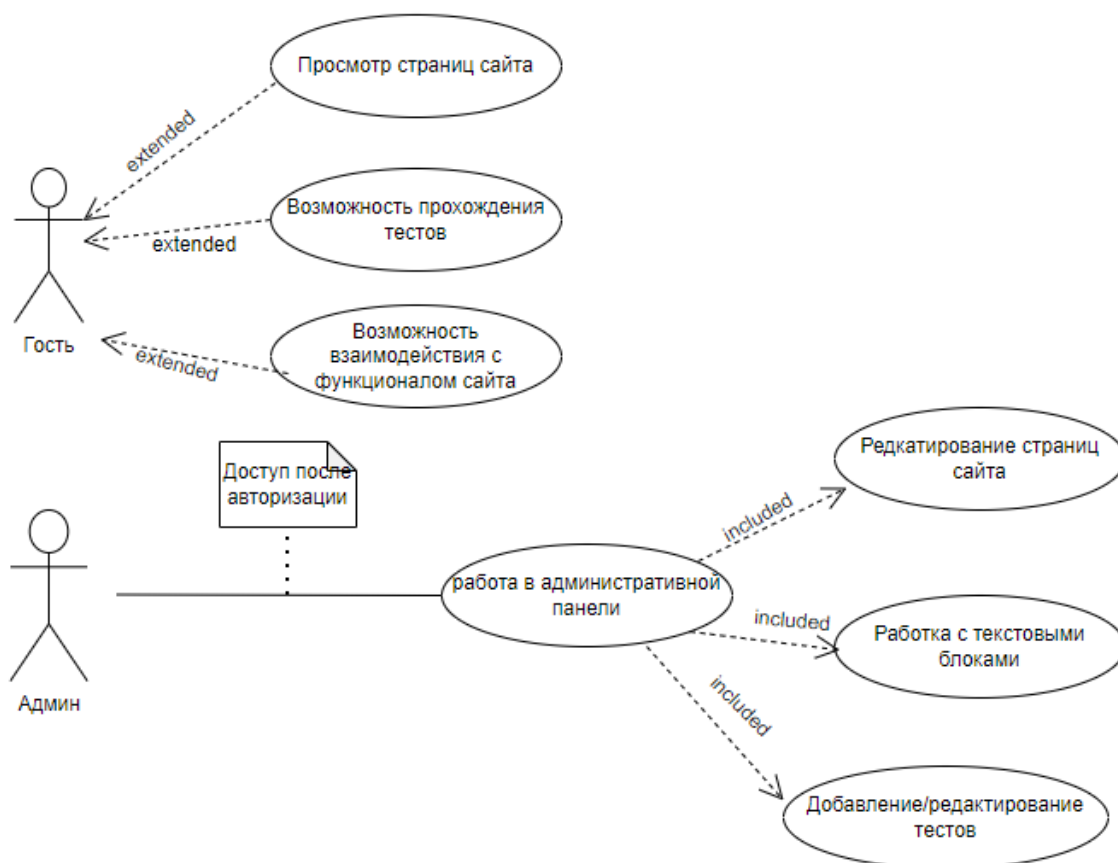 Просмотр страниц сайта
extended
Возможность прохождения
тестов
extended
Возможность
взаимодействия с
функционалом сайта
extended
Гость
Доступ после
авторизации
Редкатирование страниц
сайта
included
работа в административной
панели
included
Работка с текстовыми
блоками
included
Админ
Добавление/редактирование
тестов